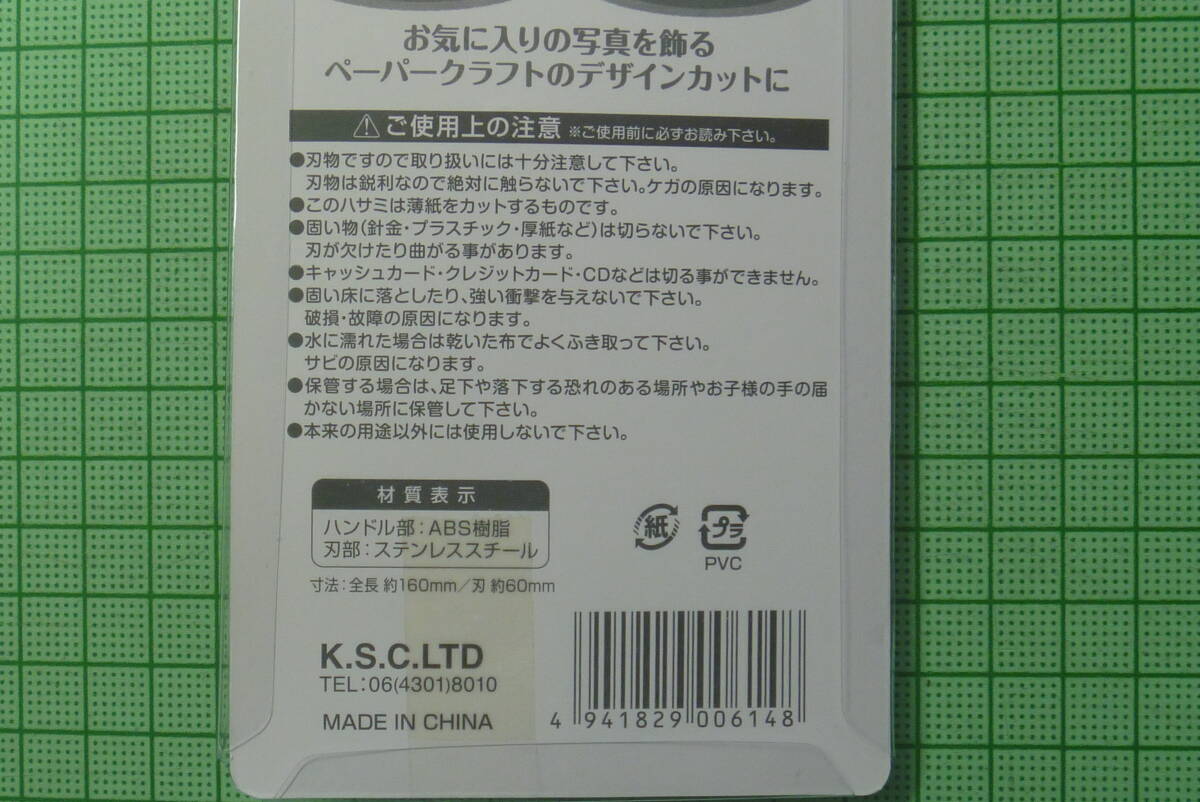 お気に入りの写真を飾る
ペーパークラフトのデザインカットに
ご使用上の注意 ※ご使用前に必ずお読み下さい。
●刃物ですので取り扱いには十分注意して下さい。
刃物は鋭利なので絶対に触らないで下さい。ケガの原因になります。
●このハサミは薄紙をカットするものです。
●固い物(針金・プラスチック・厚紙など)は切らないで下さい。
刃が欠けたり曲がる事があります。
●キャッシュカード・クレジットカード・CDなどは切る事ができません。
●固い床に落としたり、強い衝撃を与えないで下さい。
破損・故障の原因になります。
●水に濡れた場合は乾いた布でよくふき取って下さい。
サビの原因になります。
●保管する場合は、足下や落下する恐れのある場所やお子様の手の届
かない場所に保管して下さい。
●本来の用途以外には使用しないで下さい。
材質表示
ハンドル部:ABS樹脂
刃部:ステンレススチール
紙 プラ
PVC
寸法:全長 約160mm/刃 約60mm
K.S.C.LTD
TEL:06(4301)8010
MADE IN CHINA
4 941829 006148